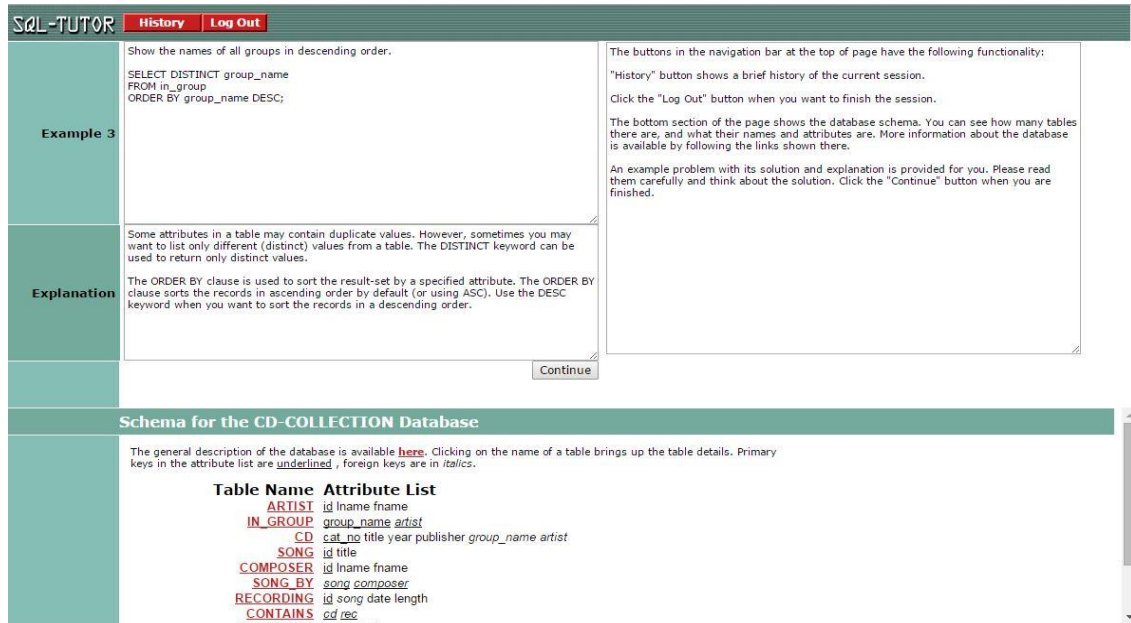 SQL-TUTOR History Log Out
Example 3
Show the names of all groups in descending order.
SELECT DISTINCT group_name
FROM in_group
ORDER BY group_name DESC;
The buttons in the navigation bar at the top of page have the following functionality:
"History" button shows a brief history of the current session.
Click the "Log Out" button when you want to finish the session.
The bottom section of the page shows the database schema. You can see how many tables
there are, and what their names and attributes are. More information about the database
is available by following the links shown there.
An example problem with its solution and explanation is provided for you. Please read
them carefully and think about the solution. Click the "Continue" button when you are
finished.
Explanation
Some attributes in a table may contain duplicate values. However, sometimes you may
want to list only different (distinct) values from a table. The DISTINCT keyword can be
used to return only distinct values.
The ORDER BY clause is used to sort the result-set by a specified attribute. The ORDER BY
clause sorts the records in ascending order by default (or using ASC). Use the DESC
keyword when you want to sort the records in a descending order.
Continue
Schema for the CD-COLLECTION Database
The general description of the database is available here. Clicking on the name of a table brings up the table details. Primary
keys in the attribute list are underlined , foreign keys are in italics.
Table Name Attribute List
ARTIST id lname fname
IN_GROUP group_name artist
CD cat_no title year publisher group_name artist
SONG id title
COMPOSER id lname fname
SONG_BY song composer
RECORDING id song date length
CONTAINS cd rec